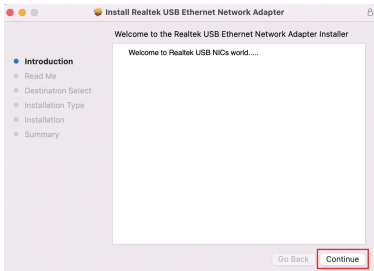 Install Realtek USB Ethernet Network Adapter
Welcome to the Realtek USB Ethernet Network Adapter Installer
Introduction
Read Me
Destination Select
Installation Type
Installation
Summary
Welcome to Realtek USB NICs world.....
Go Back
Continue